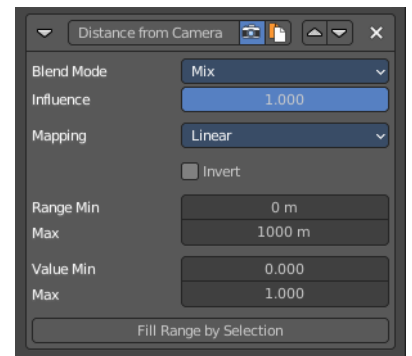 Distance from Camera
Blend Mode Mix
Influence 1.000
Mapping Linear
Invert
Range Min 0 m
Max 1000 m
Value Min 0.000
Max 1.000
Fill Range by Selection